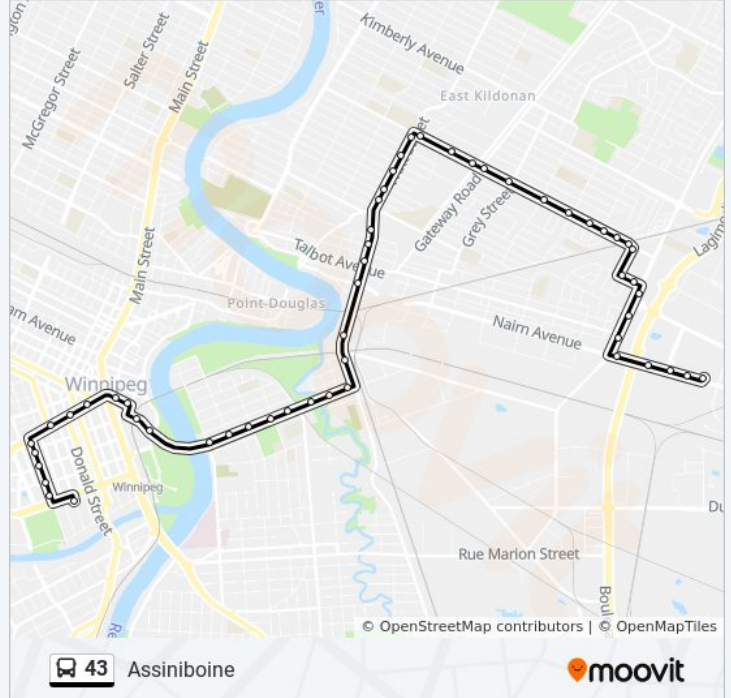 Kimberly Avenue
Salter Street
Main Street
McGregor Street
East Kildonan
Gateway Road
Grey Street
Talbot Avenue
Main Street
Point Douglas
Nairn Avenue
Winnipeg
Donald Street
Winnipeg
Rue Marion Street
© OpenStreetMap contributors | © OpenMapTiles
43 Assiniboine
moovit